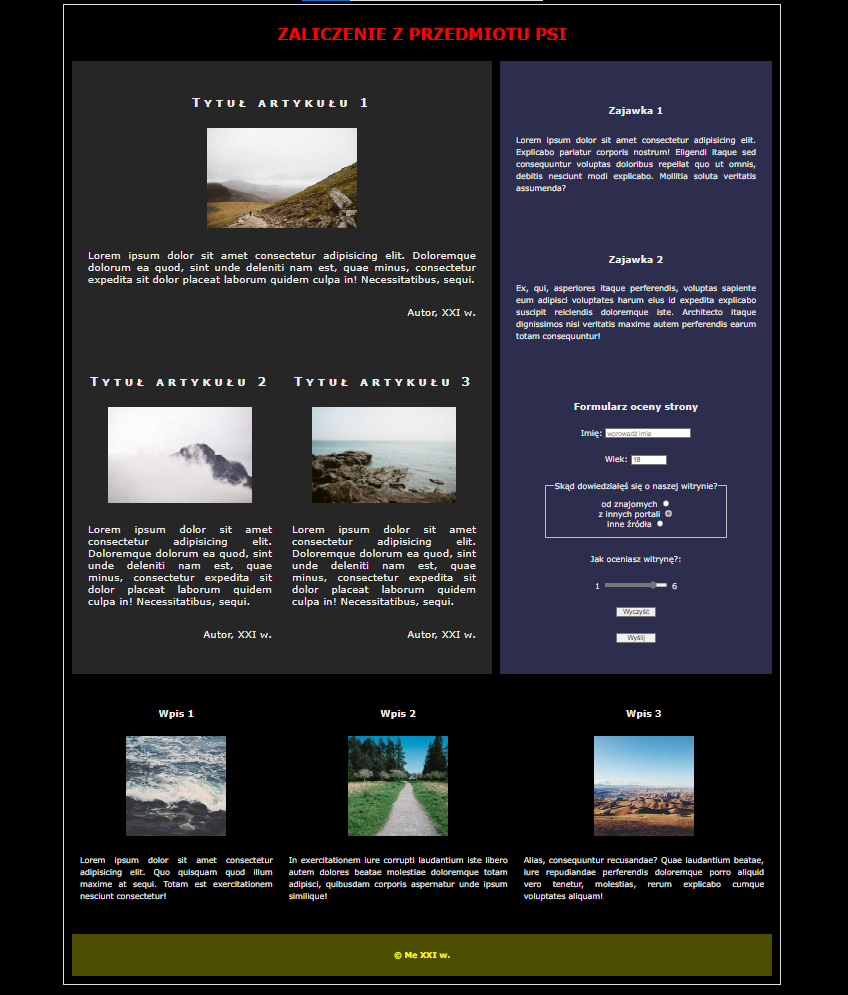 ZALICZENIE Z PRZEDMIOTU PSI
Tytuł artykułu 1
Lorem ipsum dolor sit amet consectetur adipisicing elit. Doloremque
dolorum ea quod, sint unde deleniti nam est, quae minus, consectetur
expedita sit dolor placeat laborum quidem culpa in! Necessitatibus, sequi.
Autor, XXI w.
Tytuł artykułu 2
Lorem ipsum dolor sit amet
consectetur adipisicing elit.
Doloremque dolorum ea quod, sint
unde deleniti nam est, quae
minus, consectetur expedita sit
dolor placeat laborum quidem
culpa in! Necessitatibus, sequi.
Autor, XXI w.
Tytuł artykułu 3
Lorem ipsum dolor sit amet
consectetur adipisicing elit.
Doloremque dolorum ea quod, sint
unde deleniti nam est, quae
minus, consectetur expedita sit
dolor placeat laborum quidem
culpa in! Necessitatibus, sequi.
Autor, XXI w.
Zajawka 1
Lorem ipsum dolor sit amet consectetur adipisicing elit.
Explicabo pariatur corporis nostrum! Eligendi itaque sed
consequuntur voluptas doloribus repellat quo ut omnis,
debitis nesciunt modi explicabo. Mollitia soluta veritatis
assumenda?
Zajawka 2
Ex, qui, asperiores itaque perferendis, voluptas sapiente
eum adipisci voluptates harum eius id expedita explicabo
suscipit reiciendis doloremque iste. Architecto itaque
dignissimos nisi veritatis maxime autem perferendis earum
totam consequuntur!
Formularz oceny strony
Imię: wprowadź imię
Wiek: 18
Skąd dowiedziałęś się o naszej witrynie?
od znajomych
z innych portali
inne źródła
Jak oceniasz witrynę?:
1 6
Wyczyść
Wyślij
Wpis 1
Lorem ipsum dolor sit amet consectetur
adipisicing elit. Quo quisquam quod illum
maxime at sequi. Totam est exercitationem
nesciunt consectetur!
Wpis 2
In exercitationem iure corrupti laudantium iste libero
autem dolores beatae molestiae doloremque totam
adipisci, quibusdam corporis aspernatur unde ipsum
similique!
Wpis 3
Alias, consequuntur recusandae? Quae laudantium beatae,
iure repudiandae perferendis doloremque porro aliquid
vero tenetur, molestias, rerum explicabo cumque
voluptates aliquam!
© Me XXI w.